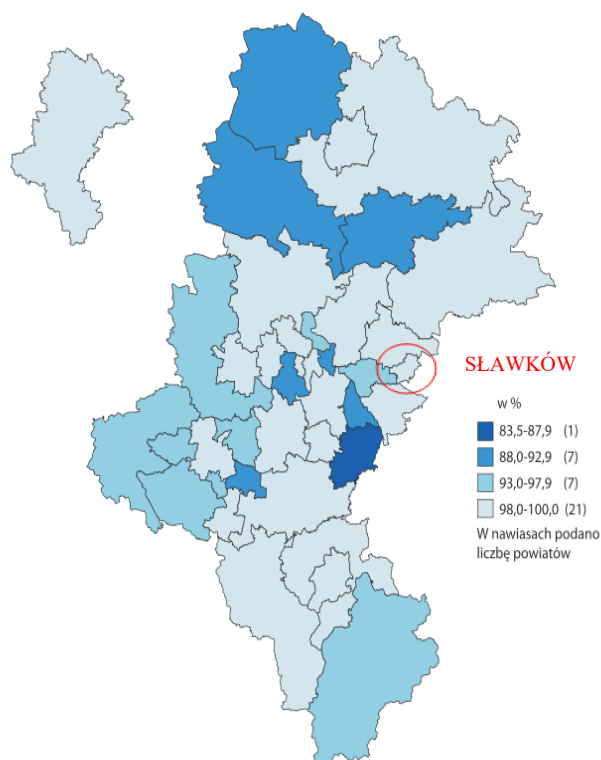 SŁAWKÓW
w %
83,5-87,9 (1)
88,0-92,9 (7)
93,0-97,9 (7)
98,0-100,0 (21)
W nawiasach podano
liczbę powiatów